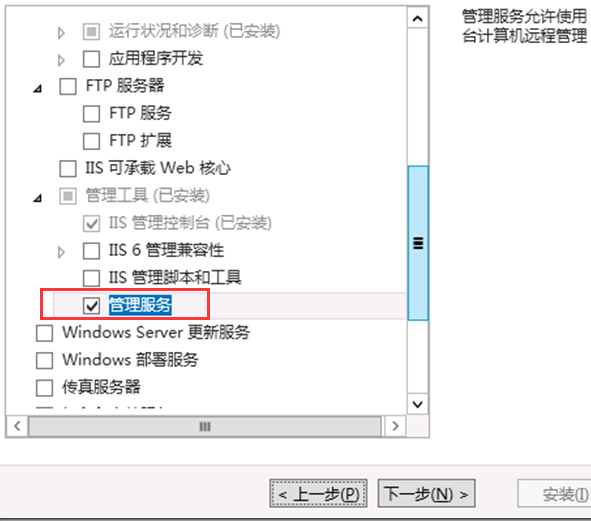 运行状况和诊断 (已安装)
应用程序开发
FTP 服务器
FTP 服务
FTP 扩展
IIS 可承载 Web 核心
管理工具 (已安装)
IIS 管理控制台 (已安装)
IIS 6 管理兼容性
IIS 管理脚本和工具
管理服务
Windows Server 更新服务
Windows 部署服务
传真服务器
管理服务允许使用
台计算机远程管理
< 上一步(P)
下一步(N) >
安装(I)